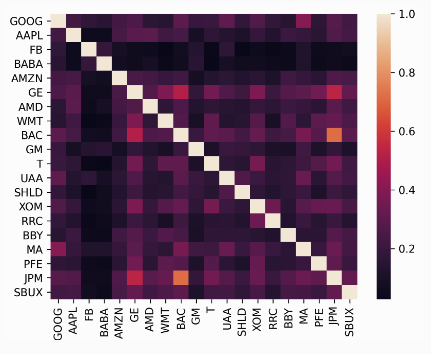 GOOG
AAPL
FB
BABA
AMZN
GE
AMD
WMT
BAC
GM
T
UAA
SHLD
XOM
RRC
BBY
MA
PFE
JPM
SBUX
GOOG AAPL FB BABA AMZN GE AMD WMT BAC GM T UAA SHLD XOM RRC BBY MA PFE JPM SBUX
1.0
0.8
0.6
0.4
0.2